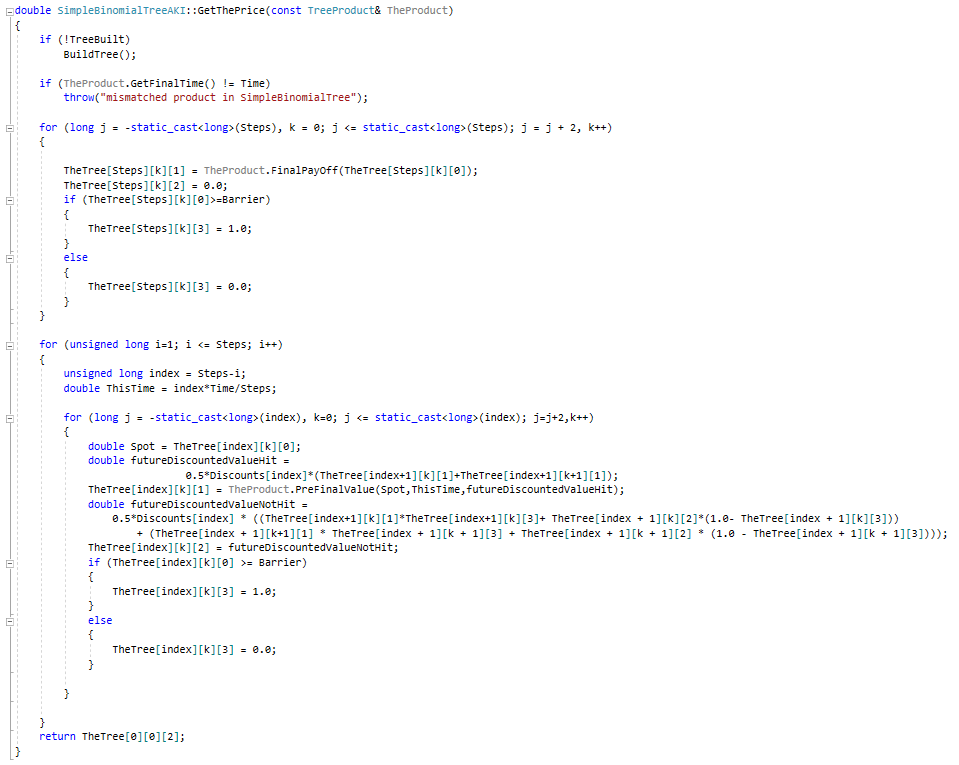 double SimpleBinomialTreeAKI::GetThePrice(const TreeProduct& TheProduct)
{
if (!TreeBuilt)
BuildTree();
if (TheProduct.GetFinalTime() != Time)
throw("mismatched product in SimpleBinomialTree");
for (long j = -static_cast<long>(Steps), k = 0; j <= static_cast<long>(Steps); j = j + 2, k++)
{
TheTree[Steps][k][1] = TheProduct.FinalPayOff(TheTree[Steps][k][0]);
TheTree[Steps][k][2] = 0.0;
if (TheTree[Steps][k][0]>=Barrier)
{
TheTree[Steps][k][3] = 1.0;
}
else
{
TheTree[Steps][k][3] = 0.0;
}
}
for (unsigned long i=1; i <= Steps; i++)
{
unsigned long index = Steps-i;
double ThisTime = index*Time/Steps;
for (long j = -static_cast<long>(index), k=0; j <= static_cast<long>(index); j=j+2,k++)
{
double Spot = TheTree[index][k][0];
double futureDiscountedValueHit =
0.5*Discounts[index]*(TheTree[index+1][k][1]+TheTree[index+1][k+1][1]);
TheTree[index][k][1] = TheProduct.PreFinalValue(Spot,ThisTime,futureDiscountedValueHit);
double futureDiscountedValueNotHit =
0.5*Discounts[index] * ((TheTree[index+1][k][1]*TheTree[index+1][k][3]+ TheTree[index + 1][k][2]*(1.0- TheTree[index + 1][k][3]))
+ (TheTree[index + 1][k+1][1] * TheTree[index + 1][k + 1][3] + TheTree[index + 1][k + 1][2] * (1.0 - TheTree[index + 1][k + 1][3])));
TheTree[index][k][2] = futureDiscountedValueNotHit;
if (TheTree[index][k][0] >= Barrier)
{
TheTree[index][k][3] = 1.0;
}
else
{
TheTree[index][k][3] = 0.0;
}
}
}
return TheTree[0][0][2];
}